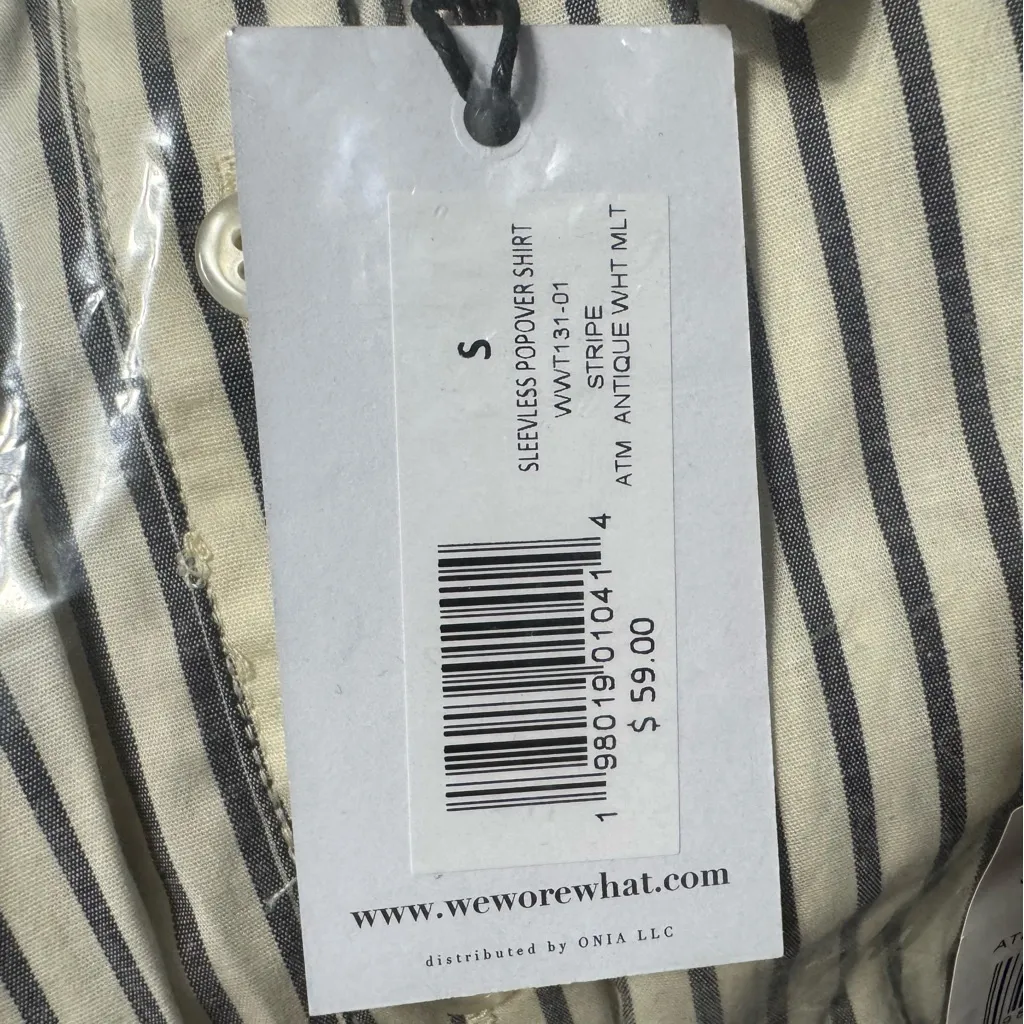 S
SLEEVLESS POPOVER SHIRT
WWT131-01
STRIPE
ATM ANTIQUE WHT MLT
1 98019 01041 4
$ 59.00
www.weworewhat.com
distributed by ONIA LLC